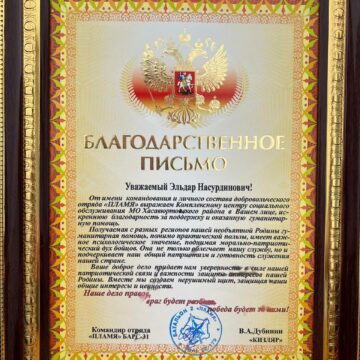 БЛАГОДАРСТВЕННОЕ
ПИСЬМО
Уважаемый Эльдар Насурдинович!
От имени командования и личного состава добровольческого
отряда «ПЛАМЯ» выражаем Комплексному центру социального
обслуживания МО Хасавюртовского района в Вашем лице, ис-
кренную благодарность за поддержку и оказанную гуманитар-
ную помощь.
Получаемая с разных регионов нашей необъятной Родины гу-
манитарная помощь, помимо практической пользы, имеет важ-
ное психологическое значение, поднимая морально-патриотиче-
ский дух бойцов. Она не только облегчает нашу службу, но и
подчеркивает наш общий патриотизм и готовность служения
нашей стране.
Ваше доброе дело придает нам уверенность в силе нашей
патриотической связи и важности защиты интересов нашей
Родины. Вместе мы создаем нерушимый щит, защищая наши
общие интересы и ценности.
Наше дело правое,
враг будет разбит,
победа будет за нами!
Командир отряда
«ПЛАМЯ» БАРС-31
В.А.Дубинин
«КИЗЛЯР»